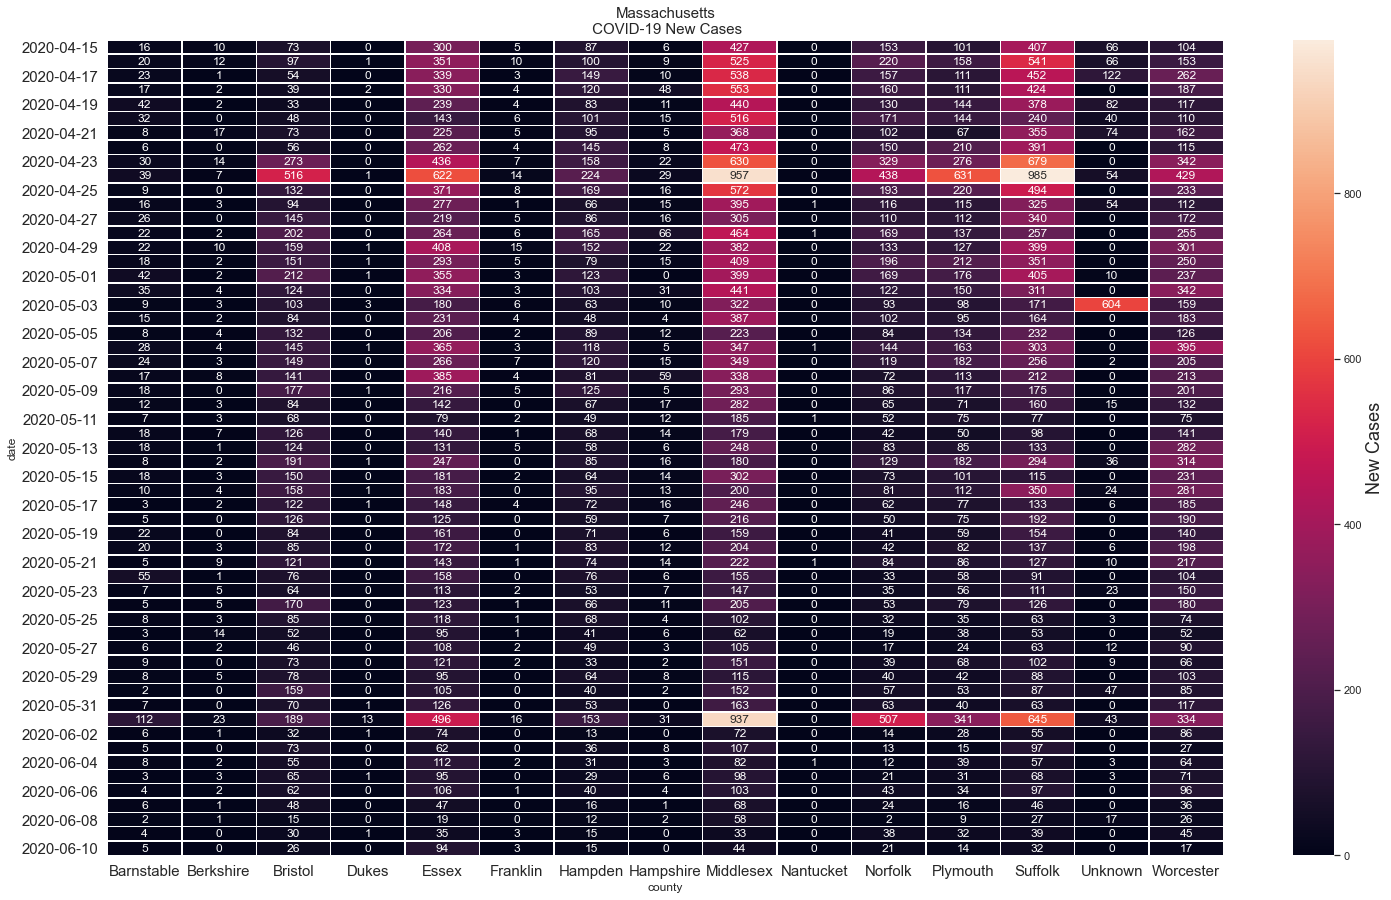 Massachusetts
COVID-19 New Cases
2020-04-15 16 10 73 0 300 5 87 6 427 0 153 101 407 66 104
20 12 97 1 351 10 100 9 525 0 220 158 541 66 153
2020-04-17 23 1 54 0 339 3 149 10 538 0 157 111 452 122 262
17 2 39 2 330 4 120 48 553 0 160 111 424 0 187
2020-04-19 42 2 33 0 239 4 83 11 440 0 130 144 378 82 117
32 0 48 0 143 6 101 15 516 0 171 144 240 40 110
2020-04-21 8 17 73 0 225 5 95 5 368 0 102 67 355 74 162
6 0 56 0 262 4 145 8 473 0 150 210 391 0 115
2020-04-23 30 14 273 0 436 7 158 22 630 0 329 276 679 0 342
39 7 516 1 622 14 224 29 957 0 438 631 985 54 429
2020-04-25 9 0 132 0 371 8 169 16 572 0 193 220 494 0 233
16 3 94 0 277 1 66 15 395 1 116 115 325 54 112
2020-04-27 26 0 145 0 219 5 86 16 305 0 110 112 340 0 172
22 2 202 0 264 6 165 66 464 1 169 137 257 0 255
2020-04-29 22 10 159 1 408 15 152 22 382 0 133 127 399 0 301
18 2 151 1 293 5 79 15 409 0 196 212 351 0 250
2020-05-01 42 2 212 1 355 3 123 0 399 0 169 176 405 10 237
35 4 124 0 334 3 103 31 441 0 122 150 311 0 342
2020-05-03 9 3 103 3 180 6 63 10 322 0 93 98 171 604 159
15 2 84 0 231 4 48 4 387 0 102 95 164 0 183
2020-05-05 8 4 132 0 206 2 89 12 223 0 84 134 232 0 126
28 4 145 1 365 3 118 5 347 1 144 163 303 0 395
2020-05-07 24 3 149 0 266 7 120 15 349 0 119 182 256 2 205
17 8 141 0 385 4 81 59 338 0 72 113 212 0 213
2020-05-09 18 0 177 1 216 5 125 5 293 0 86 117 175 0 201
12 3 84 0 142 0 67 17 282 0 65 71 160 15 132
2020-05-11 7 3 68 0 79 2 49 12 185 1 52 75 77 0 75
18 7 126 0 140 1 68 14 179 0 42 50 98 0 141
2020-05-13 18 1 124 0 131 5 58 6 248 0 83 85 133 0 282
8 2 191 1 247 0 85 16 180 0 129 182 294 36 314
2020-05-15 18 3 150 0 181 2 64 14 302 0 73 101 115 0 231
10 4 158 1 183 0 95 13 200 0 81 112 350 24 281
2020-05-17 3 2 122 1 148 4 72 16 246 0 62 77 133 6 185
5 0 126 0 125 0 59 7 216 0 50 75 192 0 190
2020-05-19 22 0 84 0 161 0 71 6 159 0 41 59 154 0 140
20 3 85 0 172 1 83 12 204 0 42 82 137 6 198
2020-05-21 5 9 121 0 143 1 74 14 222 1 84 86 127 10 217
55 1 76 0 158 0 76 6 155 0 33 58 91 0 104
2020-05-23 7 5 64 0 113 2 53 7 147 0 35 56 111 23 150
5 5 170 0 123 1 66 11 205 0 53 79 126 0 180
2020-05-25 8 3 85 0 118 1 68 4 102 0 32 35 63 3 74
3 14 52 0 95 1 41 6 62 0 19 38 53 0 52
2020-05-27 6 2 46 0 108 2 49 3 105 0 17 24 63 12 90
9 0 73 0 121 2 33 2 151 0 39 68 102 9 66
2020-05-29 8 5 78 0 95 0 64 8 115 0 40 42 88 0 103
2 0 159 0 105 0 40 2 152 0 57 53 87 47 85
2020-05-31 7 0 70 1 126 0 53 0 163 0 63 40 63 0 117
112 23 189 13 496 16 153 31 937 0 507 341 645 43 334
2020-06-02 6 1 32 1 74 0 13 0 72 0 14 28 55 0 86
5 0 73 0 62 0 36 8 107 0 13 15 97 0 27
2020-06-04 8 2 55 0 112 2 31 3 82 1 12 39 57 3 64
3 3 65 1 95 0 29 6 98 0 21 31 68 3 71
2020-06-06 4 2 62 0 106 1 40 4 103 0 43 34 97 0 96
6 1 48 0 47 0 16 1 68 0 24 16 46 0 36
2020-06-08 2 1 15 0 19 0 12 2 58 0 2 9 27 17 26
4 0 30 1 35 3 15 0 33 0 38 32 39 0 45
2020-06-10 5 0 26 0 94 3 15 0 44 0 21 14 32 0 17
Barnstable Berkshire Bristol Dukes Essex Franklin Hampden Hampshire Middlesex Nantucket Norfolk Plymouth Suffolk Unknown Worcester
county
date
800
600
400
200
0
New Cases